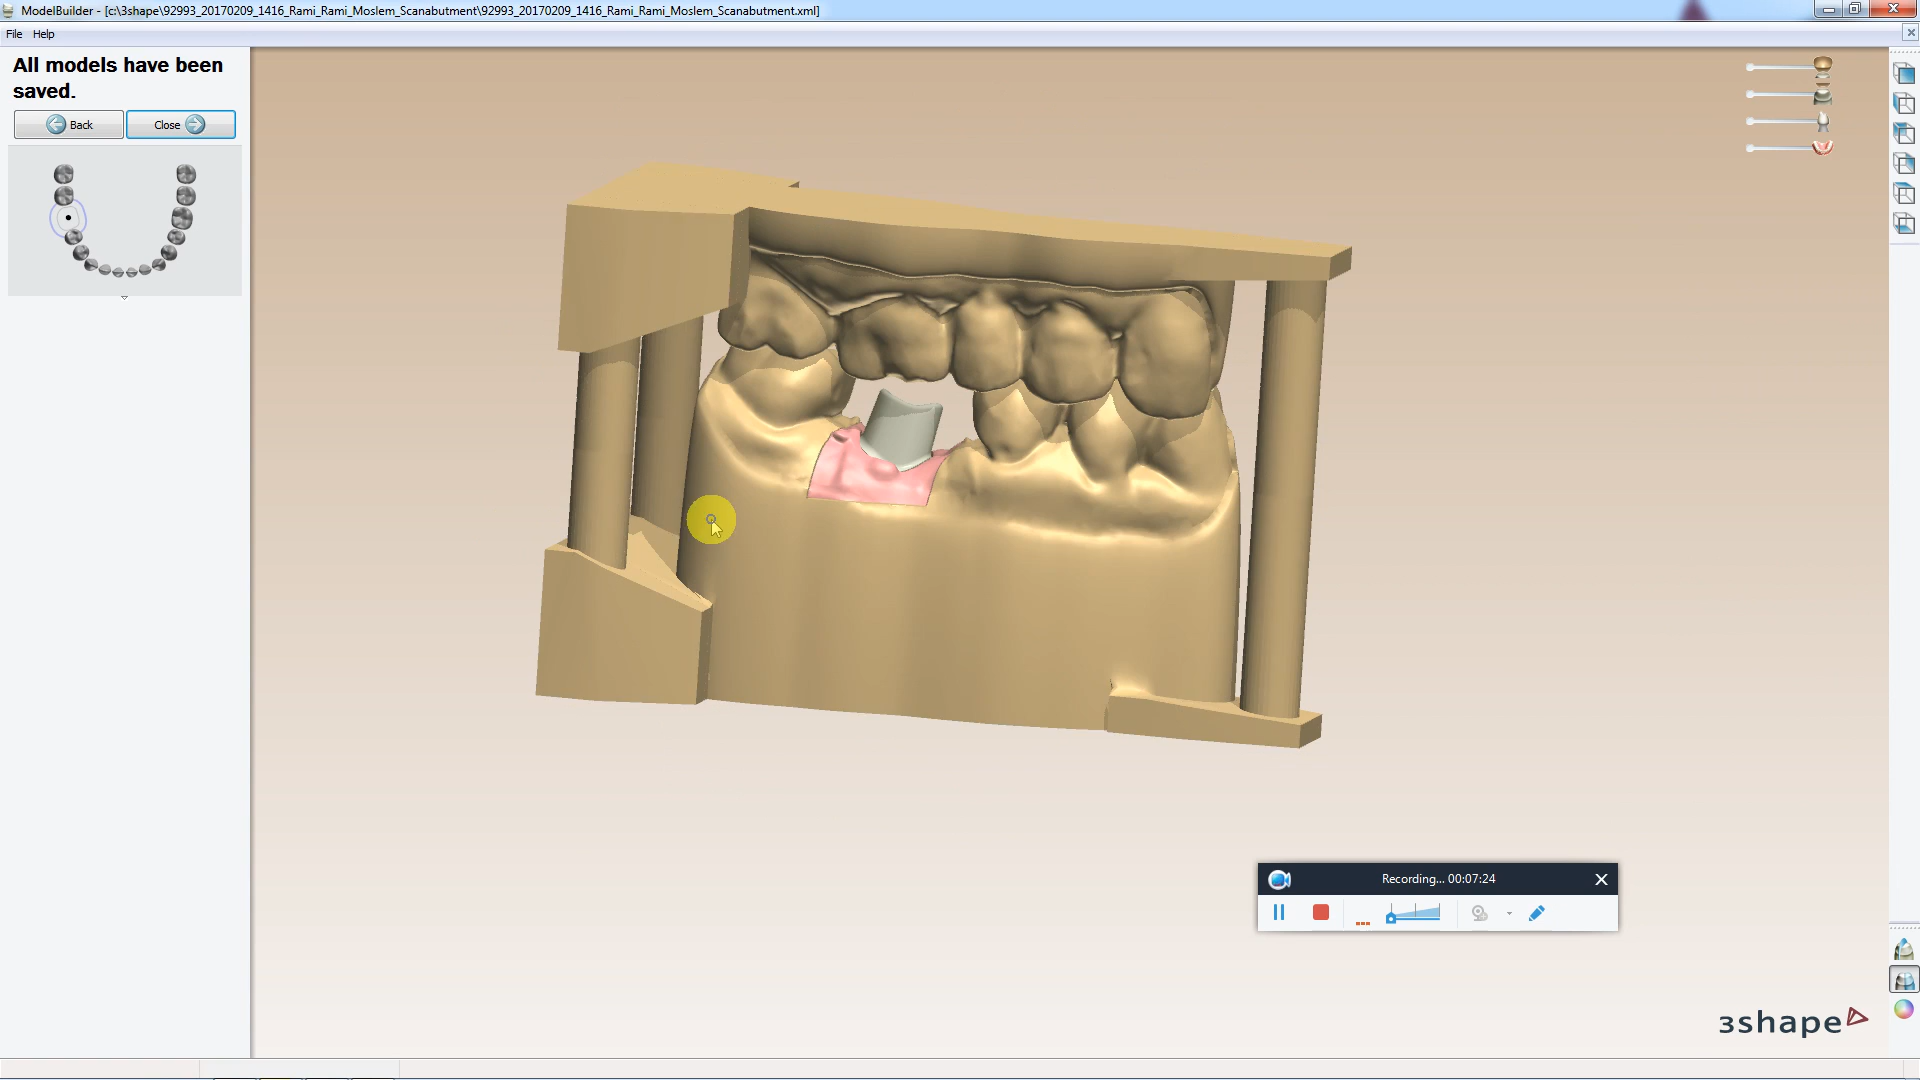 ModelBuilder - [c:\3shape\92993_20170209_1416_Rami_Rami_Moslem_Scanabutment\92993_20170209_1416_Rami_Rami_Moslem_Scanabutment.xml]
File Help
All models have been
saved.
Back Close
Recording... 00:07:24
3shape